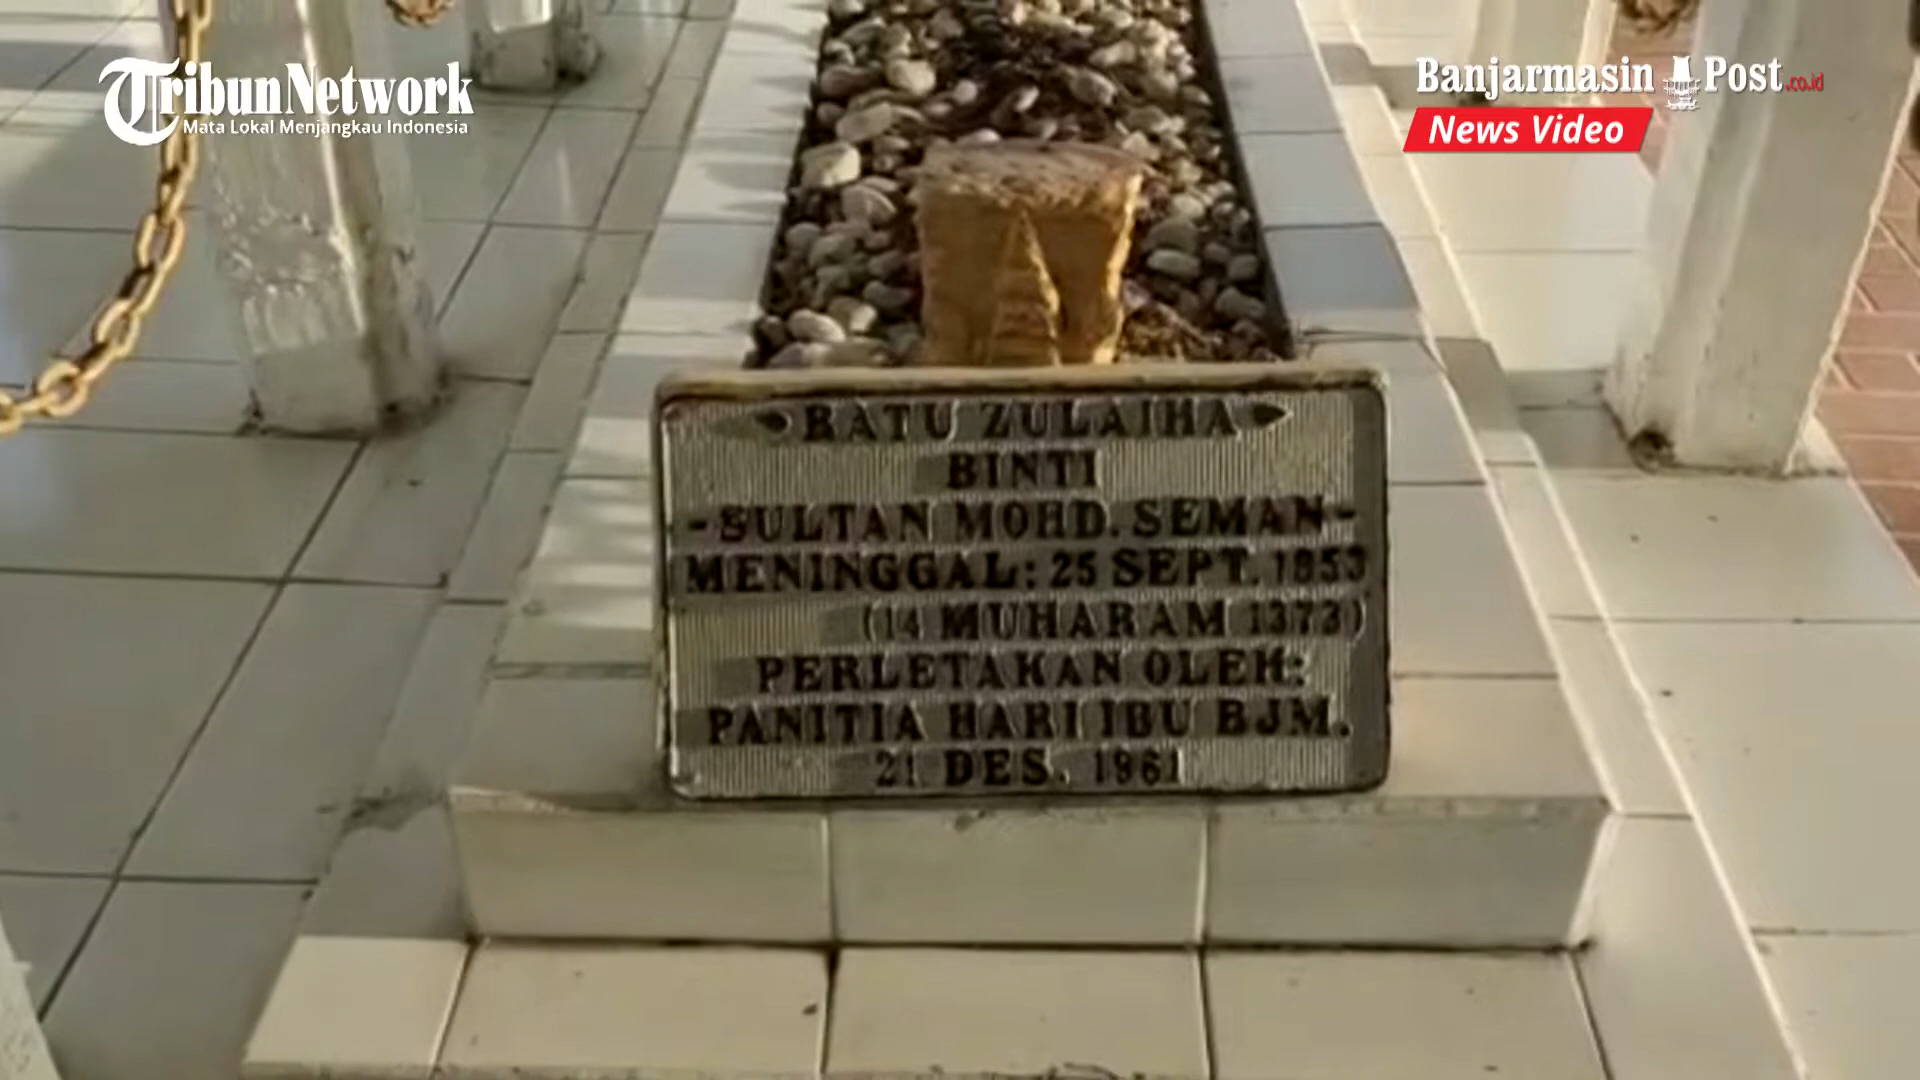 TribunNetwork
Mata Lokal Menjangkau Indonesia
Banjarmasin Post.co.id
News Video
RATU ZULAIHA
BINTI
-SULTAN MOHD. SEMAN-
MENINGGAL: 25 SEPT. 1953
(14 MUHARAM 1373)
PERLETAKAN OLEH:
PANITIA HARI IBU BJM.
21 DES. 1961